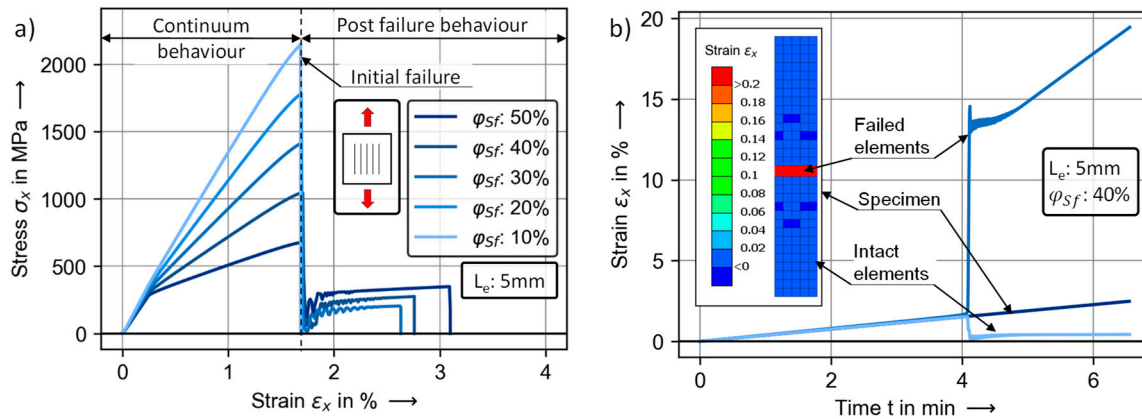 a)
Continuum
behaviour
Post failure behaviour
Initial failure
φSf: 50%
φSf: 40%
φSf: 30%
φSf: 20%
φSf: 10%
Le: 5mm
2000
1500
1000
500
0
Stress σx in MPa →
0 1 2 3 4
Strain εx in % →
b)
20
15
10
5
0
Strain εx in % →
Strain εx
>0.2
0.18
0.16
0.14
0.12
0.1
0.08
0.06
0.04
0.02
<0
Failed
elements
Specimen
Intact
elements
Le: 5mm
φSf: 40%
0 2 4 6
Time t in min →